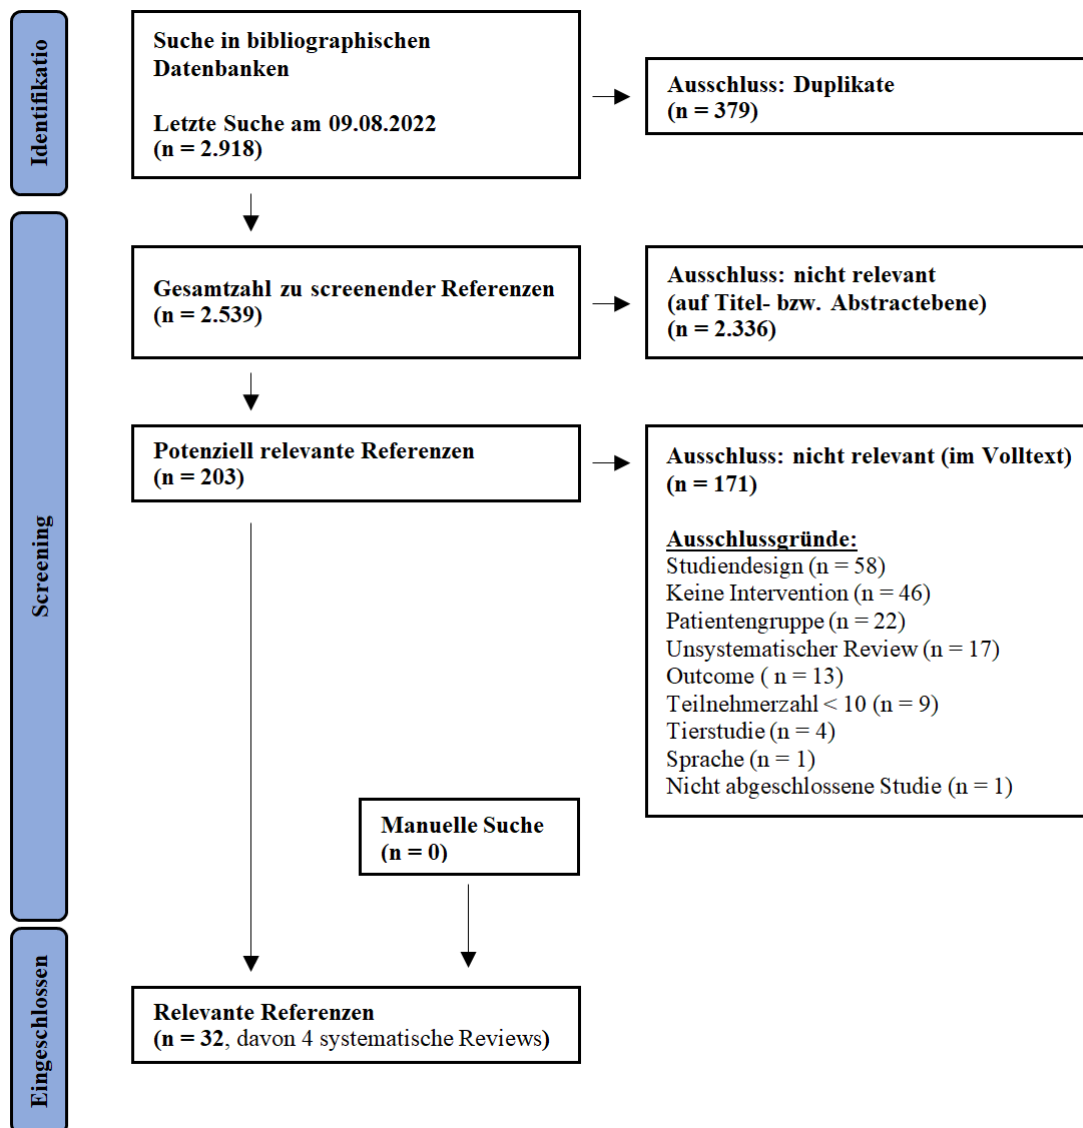 Identifikatio
Suche in bibliographischen
Datenbanken
Letzte Suche am 09.08.2022
(n = 2.918)
Ausschluss: Duplikate
(n = 379)
Screening
Gesamtzahl zu screenender Referenzen
(n = 2.539)
Ausschluss: nicht relevant
(auf Titel- bzw. Abstractebene)
(n = 2.336)
Potenziell relevante Referenzen
(n = 203)
Ausschluss: nicht relevant (im Volltext)
(n = 171)
Ausschlussgründe:
Studiendesign (n = 58)
Keine Intervention (n = 46)
Patientengruppe (n = 22)
Unsystematischer Review (n = 17)
Outcome ( n = 13)
Teilnehmerzahl < 10 (n = 9)
Tierstudie (n = 4)
Sprache (n = 1)
Nicht abgeschlossene Studie (n = 1)
Manuelle Suche
(n = 0)
Eingeschlossen
Relevante Referenzen
(n = 32, davon 4 systematische Reviews)